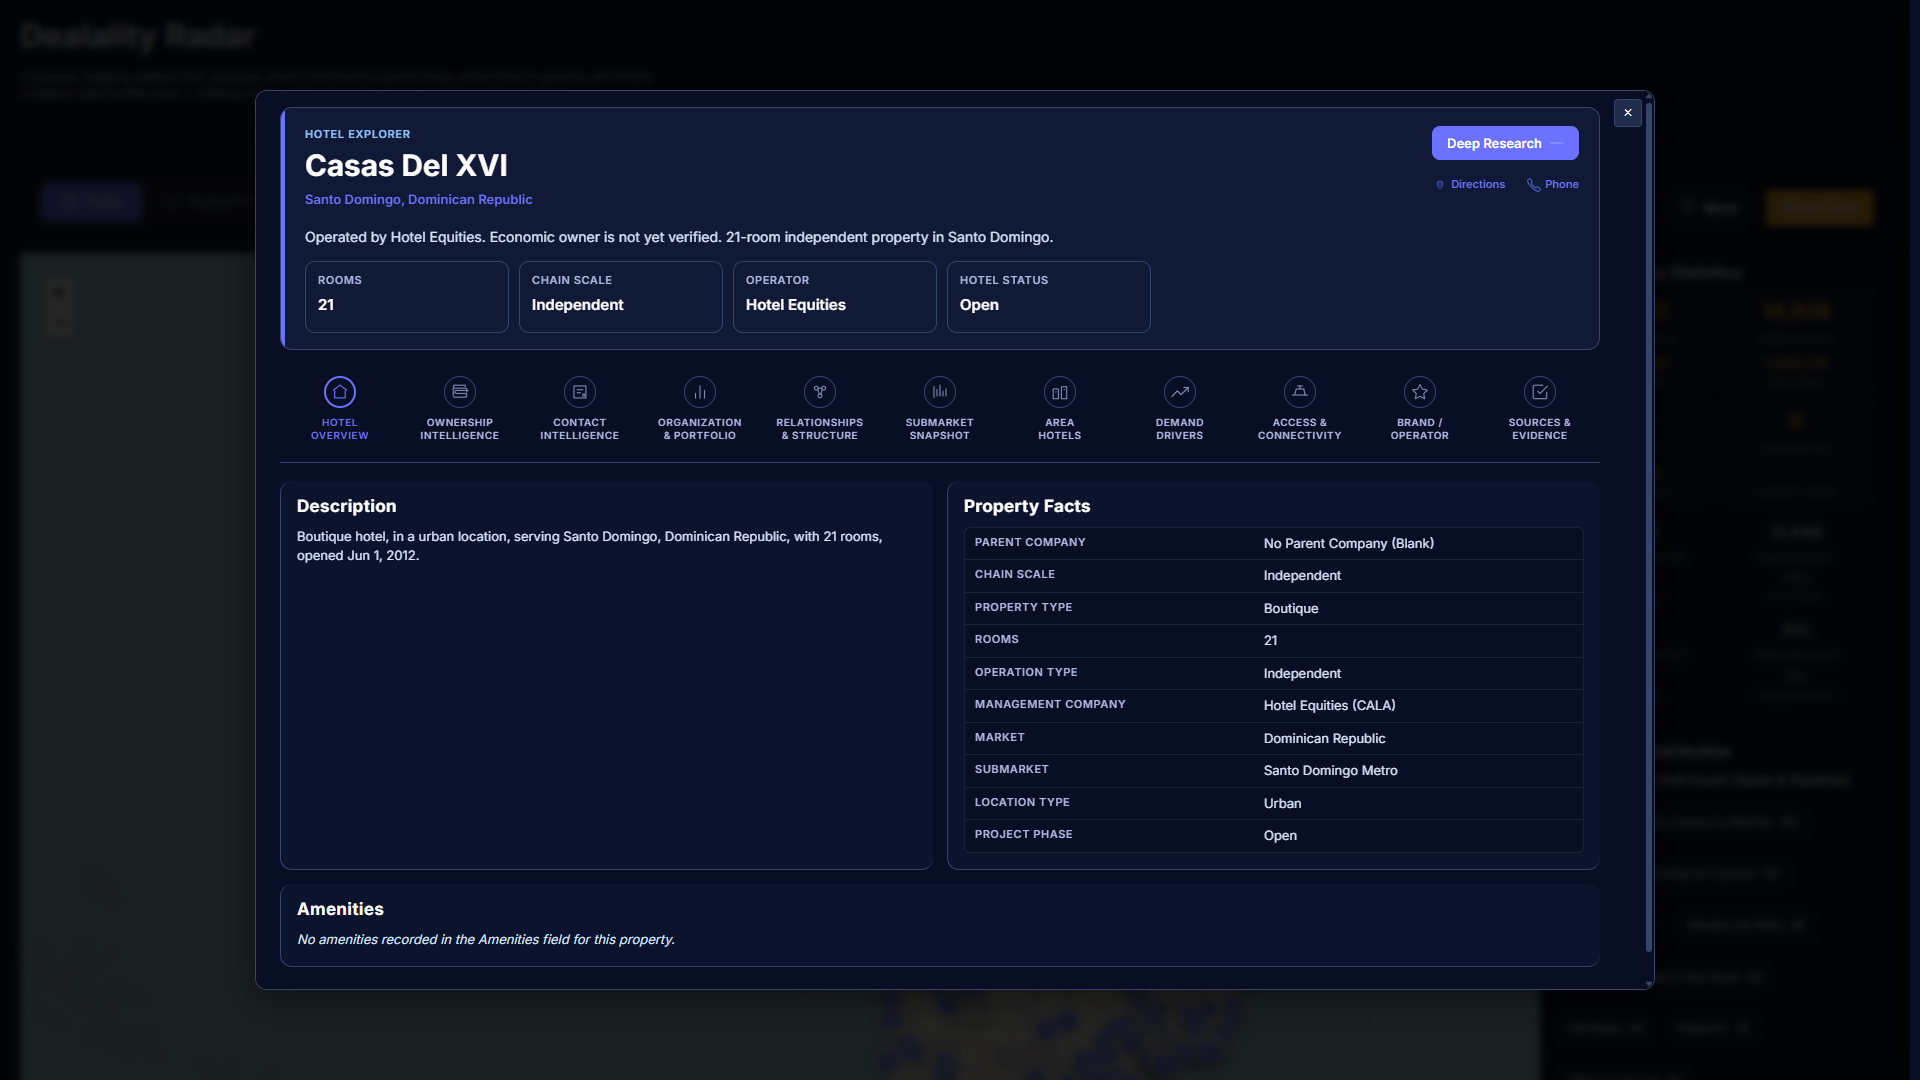 Dealality Radar
HOTEL EXPLORER
Casas Del XVI
Santo Domingo, Dominican Republic
Deep Research
Directions
Phone
×
Operated by Hotel Equities. Economic owner is not yet verified. 21-room independent property in Santo Domingo.
ROOMS
21
CHAIN SCALE
Independent
OPERATOR
Hotel Equities
HOTEL STATUS
Open
HOTEL
OVERVIEW
OWNERSHIP
INTELLIGENCE
CONTACT
INTELLIGENCE
ORGANIZATION
& PORTFOLIO
RELATIONSHIPS
& STRUCTURE
SUBMARKET
SNAPSHOT
AREA
HOTELS
DEMAND
DRIVERS
ACCESS &
CONNECTIVITY
BRAND /
OPERATOR
SOURCES &
EVIDENCE
Description
Boutique hotel, in a urban location, serving Santo Domingo, Dominican Republic, with 21 rooms,
opened Jun 1, 2012.
Property Facts
PARENT COMPANY No Parent Company (Blank)
CHAIN SCALE Independent
PROPERTY TYPE Boutique
ROOMS 21
OPERATION TYPE Independent
MANAGEMENT COMPANY Hotel Equities (CALA)
MARKET Dominican Republic
SUBMARKET Santo Domingo Metro
LOCATION TYPE Urban
PROJECT PHASE Open
Amenities
No amenities recorded in the Amenities field for this property.